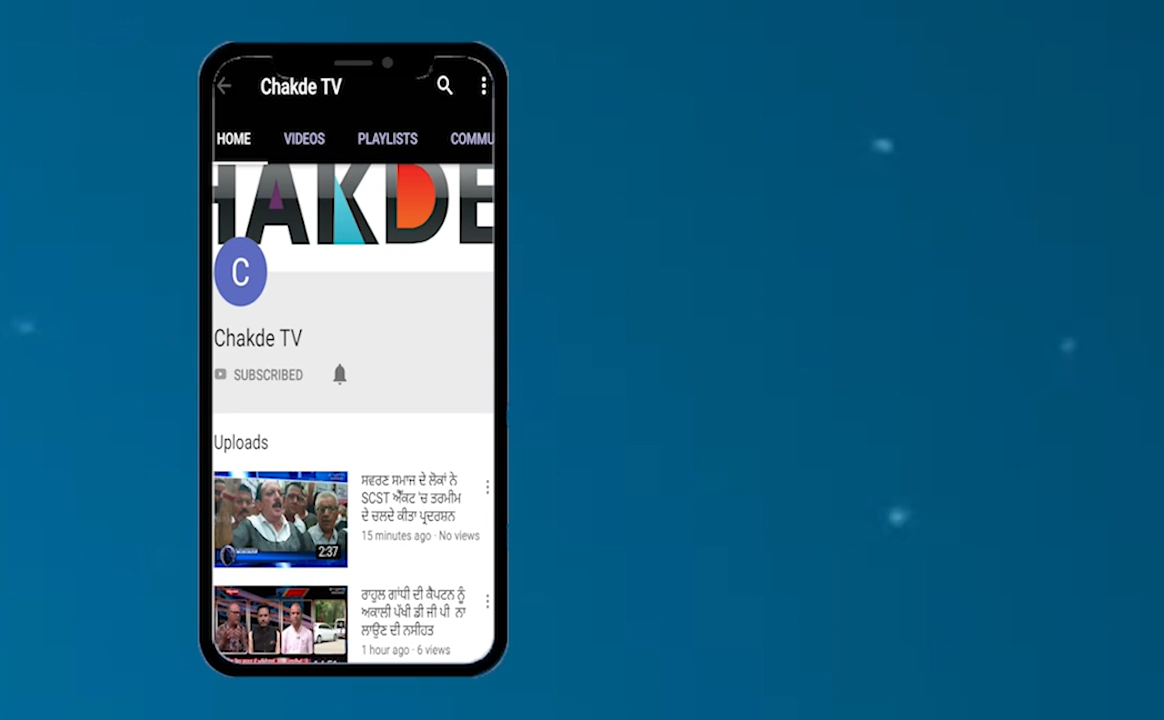 Chakde TV
HOME VIDEOS PLAYLISTS COMMU
HAKDE
C
Chakde TV
SUBSCRIBED
Uploads
ਸਵਰਣ ਸਮਾਜ ਦੇ ਲੋਕਾਂ ਨੇ
SCST ਐਕਟ 'ਚ ਤਰਮੀਮ
ਦੇ ਚਲਦੇ ਕੀਤਾ ਪ੍ਰਦਰਸ਼ਨ
15 minutes ago · No views
2:37
ਰਾਹੁਲ ਗਾਂਧੀ ਦੀ ਕੈਪਟਨ ਨੂੰ
ਅਕਾਲੀ ਪੱਖੀ ਡੀ ਜੀ ਪੀ ਨਾ
ਲਾਉਣ ਦੀ ਨਸੀਹਤ
1 hour ago · 6 views